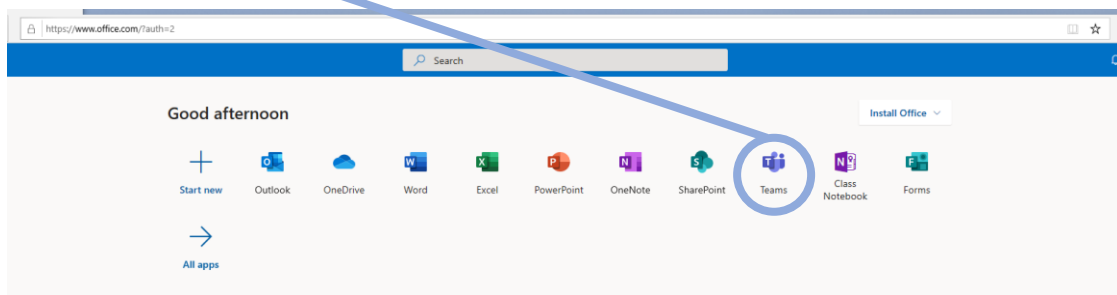 https://www.office.com/?auth=2
Search
Good afternoon
Install Office
Start new
Outlook
OneDrive
Word
Excel
PowerPoint
OneNote
SharePoint
Teams
Class
Notebook
Forms
All apps